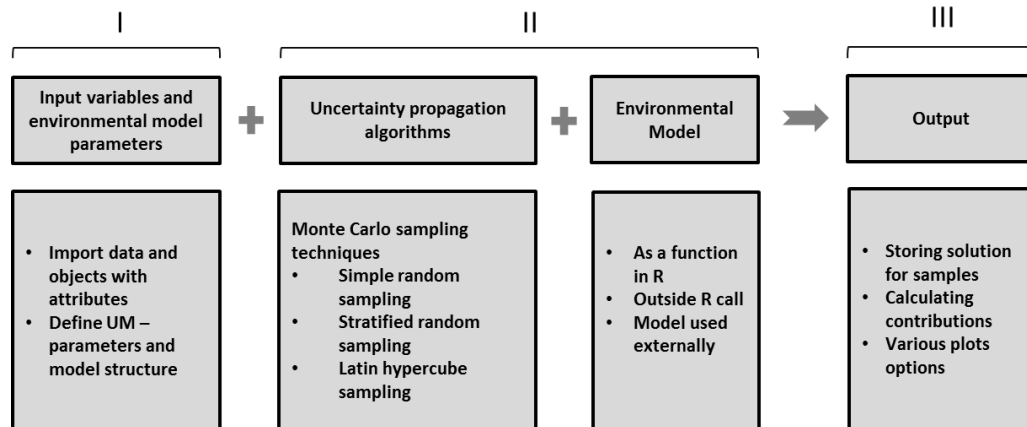 I
II
III
Input variables and
environmental model
parameters
Uncertainty propagation
algorithms
Environmental
Model
Output
• Import data and
objects with
attributes
• Define UM –
parameters and
model structure
Monte Carlo sampling
techniques
• Simple random
sampling
• Stratified random
sampling
• Latin hypercube
sampling
• As a function
in R
• Outside R call
• Model used
externally
• Storing solution
for samples
• Calculating
contributions
• Various plots
options